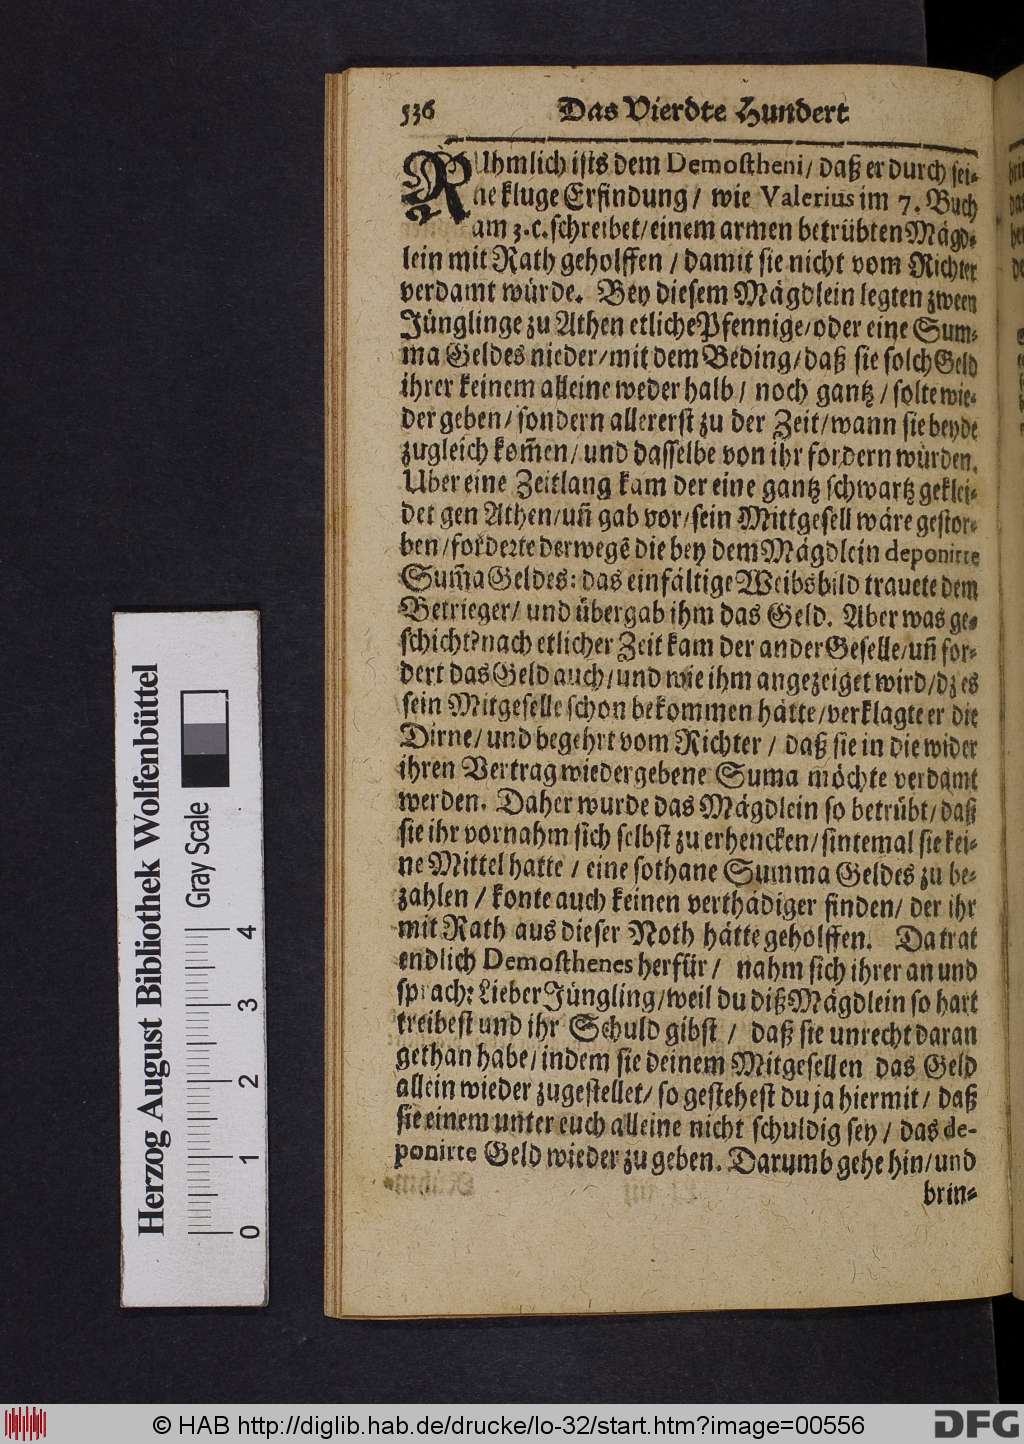 536 Das Vierdte Hundert
RUhmlich ists dem Demostheni/ daß er durch sei-
ne kluge Erfindung/ wie Valerius im 7. Buch
am 3. c. schreibet/ einem armen betrübten Mägd-
lein mit Rath geholffen/ damit sie nicht vom Richter
verdamt würde. Bey diesem Mägdlein legten zween
Jünglinge zu Athen etliche Pfennige/ oder eine Sum-
ma Geldes nieder/ mit dem Beding/ daß sie solch Geld
ihrer keinem alleine weder halb/ noch gantz/ solte wie-
der geben/ sondern allererst zu der Zeit/ wann sie beyde
zugleich kom̃en/ und dasselbe von ihr fordern würden.
Uber eine Zeitlang kam der eine gantz schwartz geklei-
det gen Athen/ uñ gab vor/ sein Mittgesell wäre gestor-
ben/ forderte derwegẽ die bey dem Mägdlein deponirte
Sum̃a Geldes: das einfältige Weibsbild trauete dem
Betrieger/ und übergab ihm das Geld. Aber was ge-
schicht? nach etlicher Zeit kam der ander Geselle/ uñ for-
dert das Geld auch/ und wie ihm angezeiget wird/ dz es
sein Mitgeselle schon bekommen hätte/ verklagte er die
Dirne/ und begehrt vom Richter/ daß sie in die wider
ihren Vertrag wiedergebene Suma möchte verdamt
werden. Daher wurde das Mägdlein so betrübt/ daß
sie ihr vornahm sich selbst zu erhencken/ sintemal sie kei-
ne Mittel hatte/ eine sothane Summa Geldes zu be-
zahlen/ konte auch keinen verthädiger finden/ der ihr
mit Rath aus dieser Noth hätte geholffen. Da trat
endlich Demosthenes herfür/ nahm sich ihrer an und
sprach: Lieber Jüngling/ weil du diß Mägdlein so hart
treibest und ihr Schuld gibst/ daß sie unrecht daran
gethan habe/ indem sie deinem Mitgesellen das Geld
allein wieder zugestellet/ so gestehest du ja hiermit/ daß
sie einem unter euch alleine nicht schuldig sey/ das de-
ponirte Geld wieder zu geben. Darumb gehe hin/ und
brin-
Herzog August Bibliothek Wolfenbüttel
Gray Scale
0 1 2 3 4
© HAB http://diglib.hab.de/drucke/lo-32/start.htm?image=00556
DFG